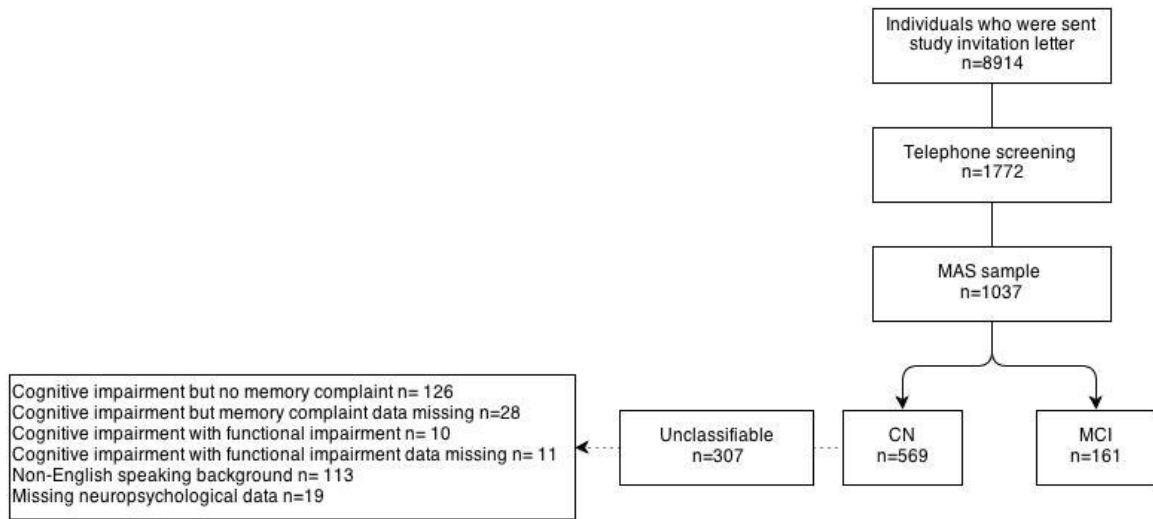 Individuals who were sent
study invitation letter
n=8914
Telephone screening
n=1772
MAS sample
n=1037
Cognitive impairment but no memory complaint n= 126
Cognitive impairment but memory complaint data missing n=28
Cognitive impairment with functional impairment n= 10
Cognitive impairment with functional impairment data missing n= 11
Non-English speaking background n= 113
Missing neuropsychological data n=19
Unclassifiable
n=307
CN
n=569
MCI
n=161